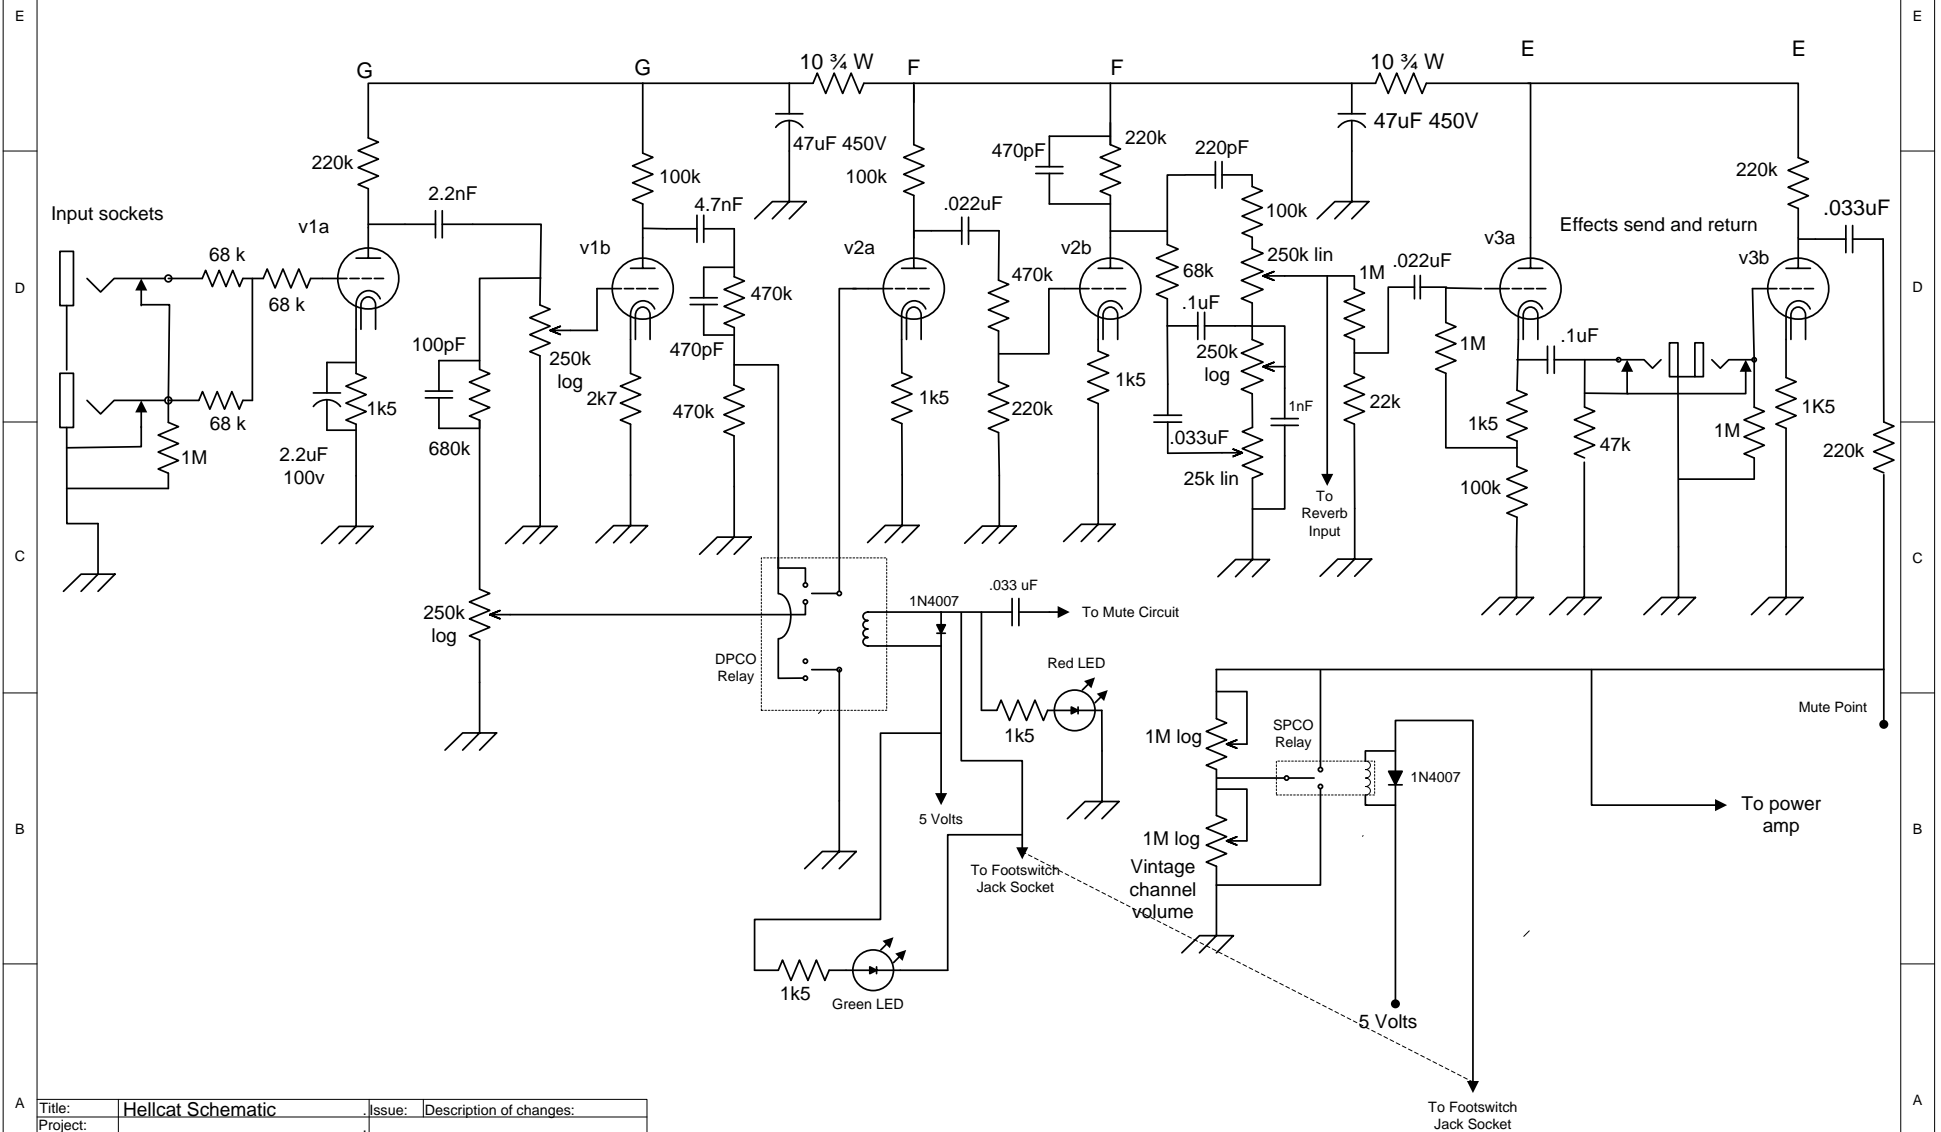 E
E
G
G
10 ¾ W
F
F
10 ¾ W
E
E
47uF 450V
47uF 450V
220k
100k
100k
470pF
220k
220pF
220k
Input sockets
v1a
2.2nF
v1b
4.7nF
v2a
.022uF
v2b
100k
250k lin
v3a
Effects send and return
.033uF
v3b
68 k
68 k
68 k
D
D
470k
470k
68k
.1uF
1M
.022uF
100pF
250k
log
470pF
250k
log
1M
.1uF
1k5
2k7
470k
1k5
220k
1k5
1nF
22k
1k5
47k
1M
1K5
220k
1M
2.2uF
100v
680k
.033uF
25k lin
100k
To
Reverb
Input
C
C
250k
log
1N4007
.033 uF
To Mute Circuit
DPCO
Relay
Red LED
1k5
5 Volts
1M log
SPCO
Relay
1N4007
Mute Point
To power
amp
B
B
1M log
Vintage
channel
volume
To Footswitch
Jack Socket
1k5
Green LED
5 Volts
To Footswitch
Jack Socket
A
A
Title:
Hellcat Schematic
Issue:
Description of changes:
Project: